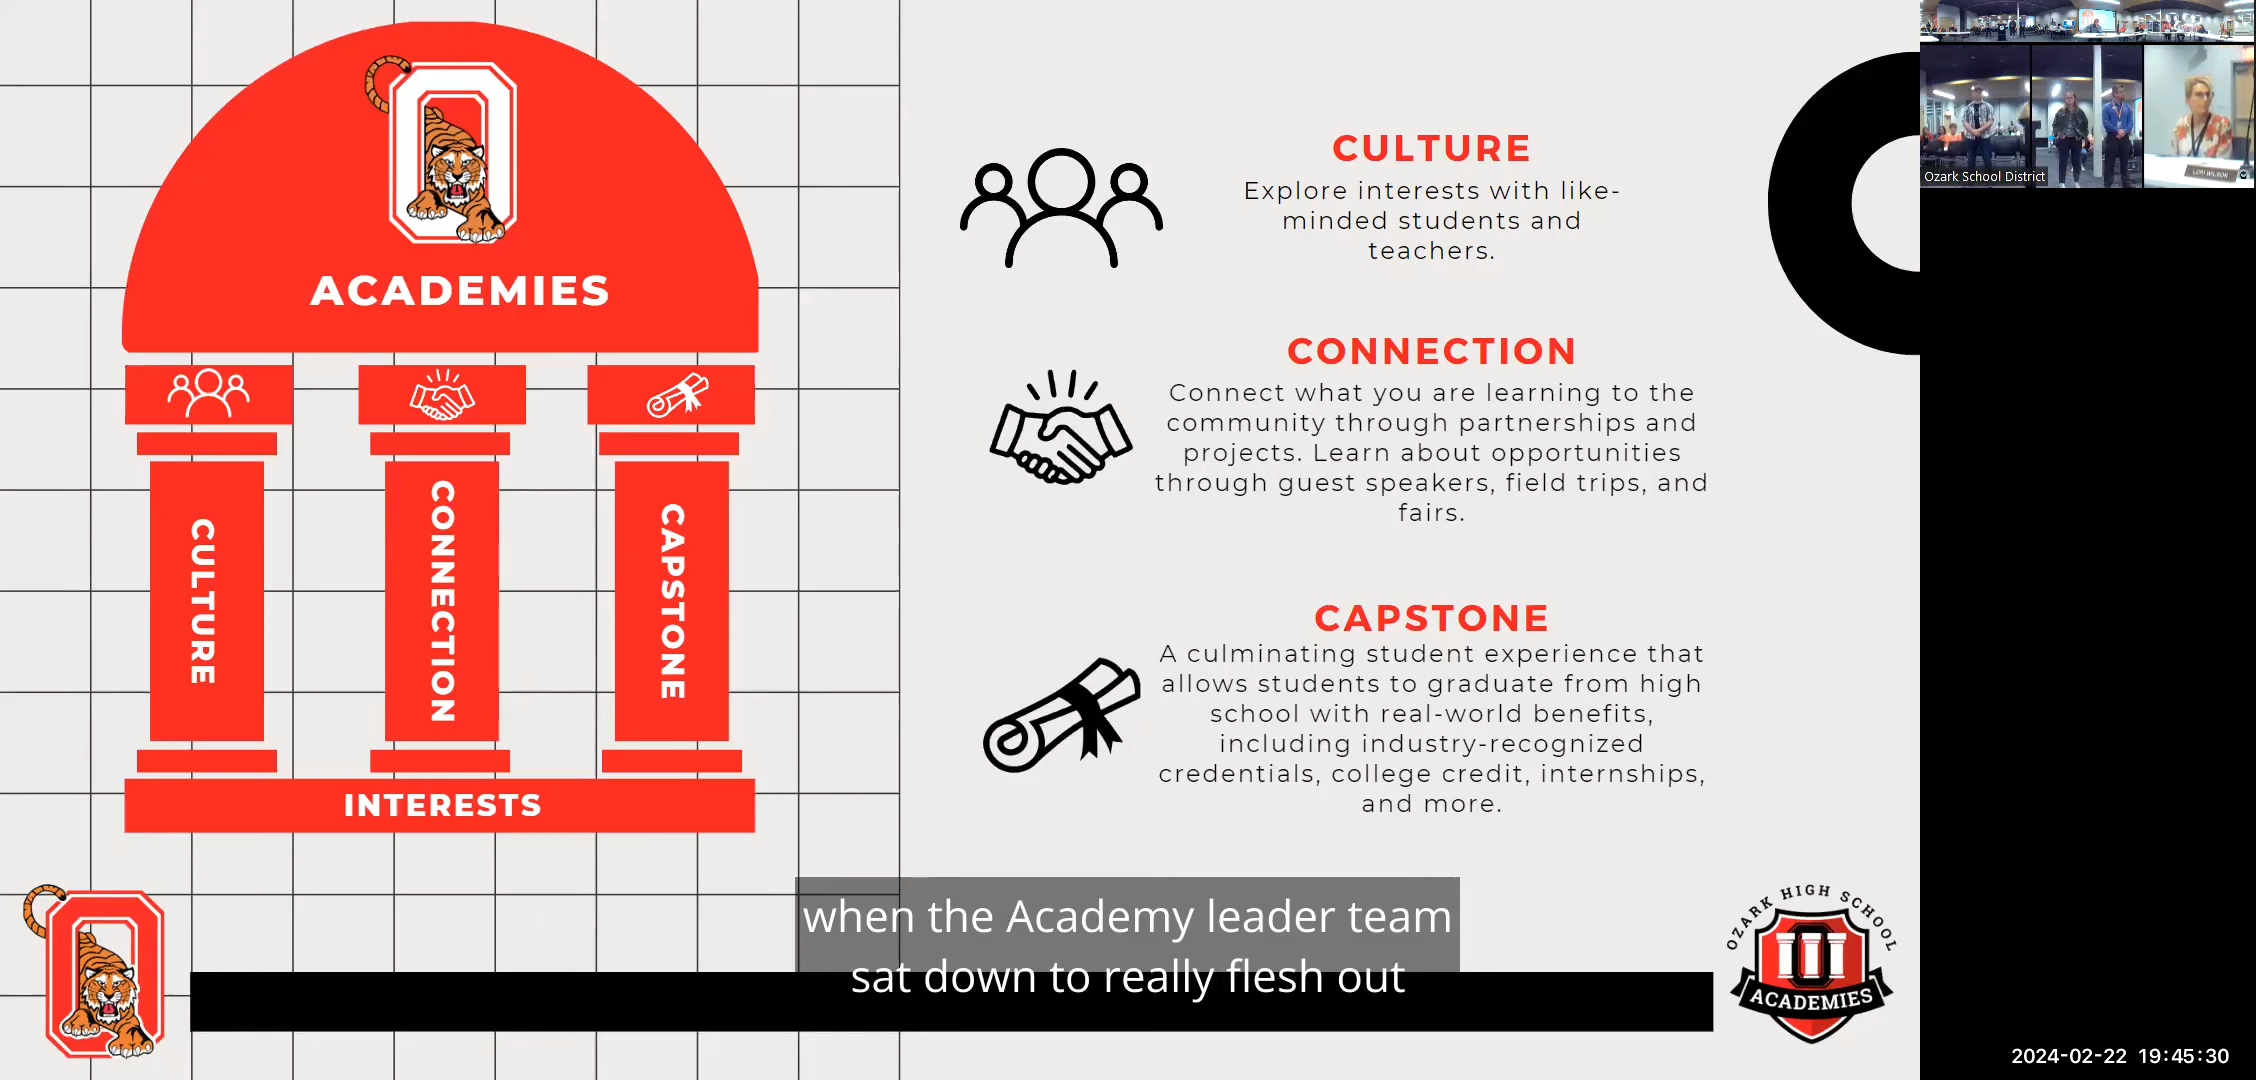 ACADEMIES
CULTURE
CONNECTION
CAPSTONE
INTERESTS
CULTURE
Explore interests with like-
minded students and
teachers.
CONNECTION
Connect what you are learning to the
community through partnerships and
projects. Learn about opportunities
through guest speakers, field trips, and
fairs.
CAPSTONE
A culminating student experience that
allows students to graduate from high
school with real-world benefits,
including industry-recognized
credentials, college credit, internships,
and more.
when the Academy leader team
sat down to really flesh out
OZARK HIGH SCHOOL
ACADEMIES
Ozark School District
LORI WILSON
2024-02-22 19:45:30